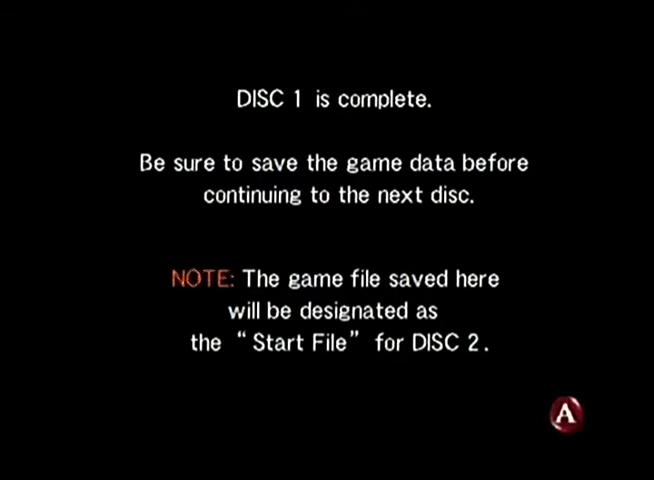 DISC 1 is complete.
Be sure to save the game data before
continuing to the next disc.
NOTE: The game file saved here
will be designated as
the “Start File” for DISC 2.
A